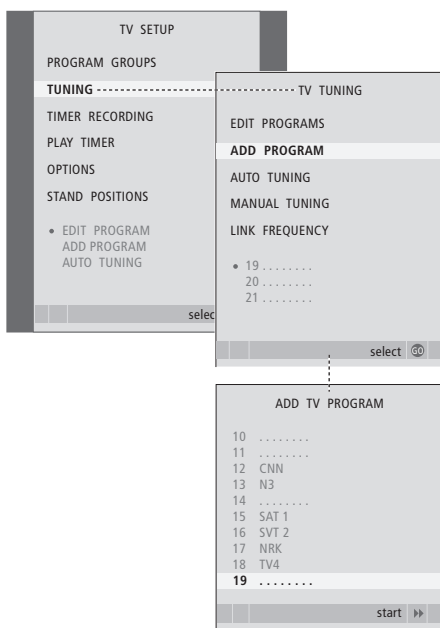 TV SETUP
PROGRAM GROUPS
TUNING
TIMER RECORDING
PLAY TIMER
OPTIONS
STAND POSITIONS
• EDIT PROGRAM
ADD PROGRAM
AUTO TUNING
selec
TV TUNING
EDIT PROGRAMS
ADD PROGRAM
AUTO TUNING
MANUAL TUNING
LINK FREQUENCY
• 19 . . . . . . . .
20 . . . . . . . .
21 . . . . . . . .
select GO
ADD TV PROGRAM
10 . . . . . . . .
11 . . . . . . . .
12 CNN
13 N3
14 . . . . . . . .
15 SAT 1
16 SVT 2
17 NRK
18 TV4
19 . . . . . . . .
start